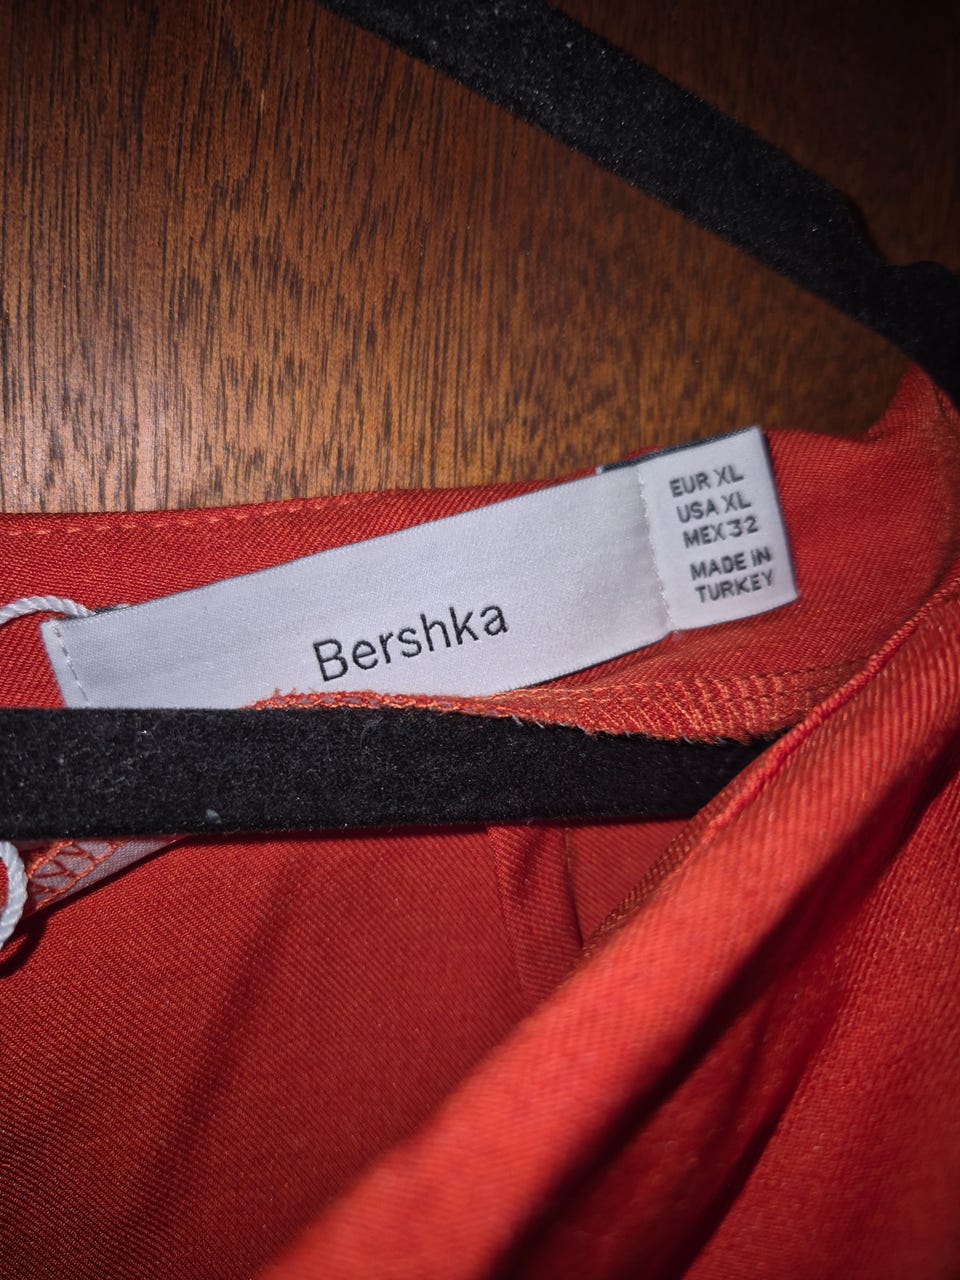 Bershka
EUR XL
USA XL
MEX 32
MADE IN
TURKEY